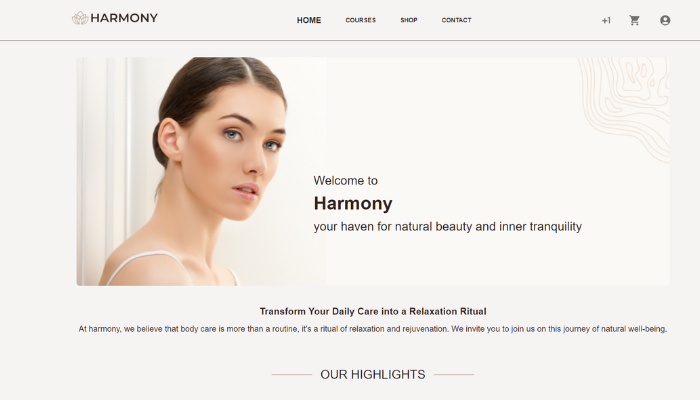 HARMONY
HOME COURSES SHOP CONTACT
+1
Welcome to
Harmony
your haven for natural beauty and inner tranquility
Transform Your Daily Care into a Relaxation Ritual
At harmony, we believe that body care is more than a routine, it's a ritual of relaxation and rejuvenation. We invite you to join us on this journey of natural well-being.
OUR HIGHLIGHTS